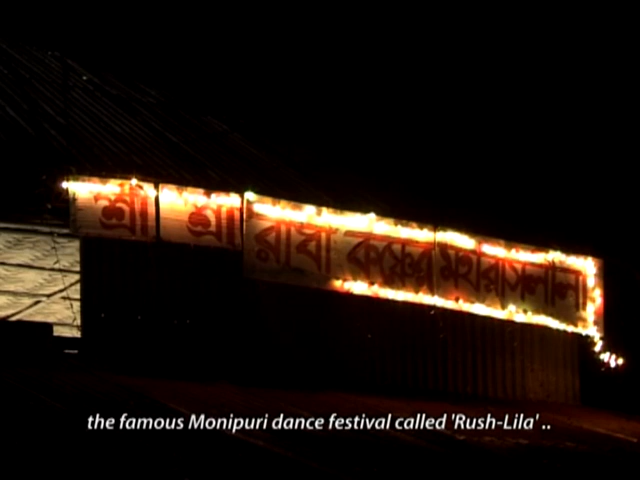 শ্রী শ্রী রাধা কৃষ্ণের মহারাসলীলা
the famous Monipuri dance festival called 'Rush-Lila' ..